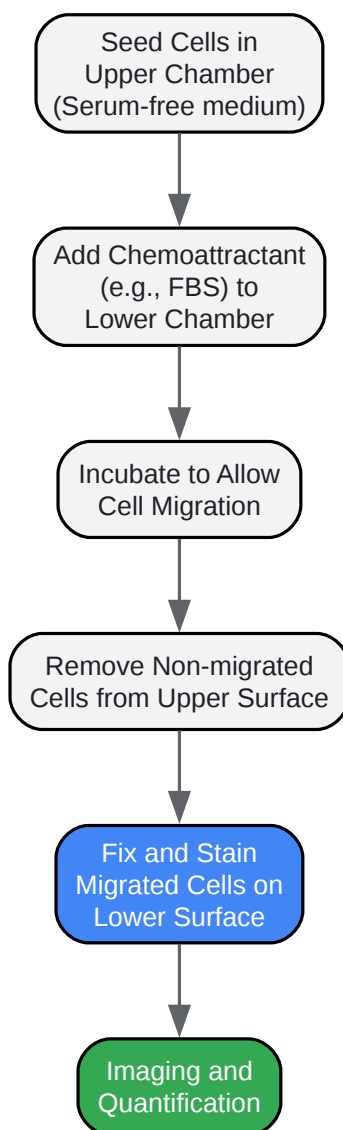 Seed Cells in
Upper Chamber
(Serum-free medium)
Add Chemoattractant
(e.g., FBS) to
Lower Chamber
Incubate to Allow
Cell Migration
Remove Non-migrated
Cells from Upper Surface
Fix and Stain
Migrated Cells on
Lower Surface
Imaging and
Quantification